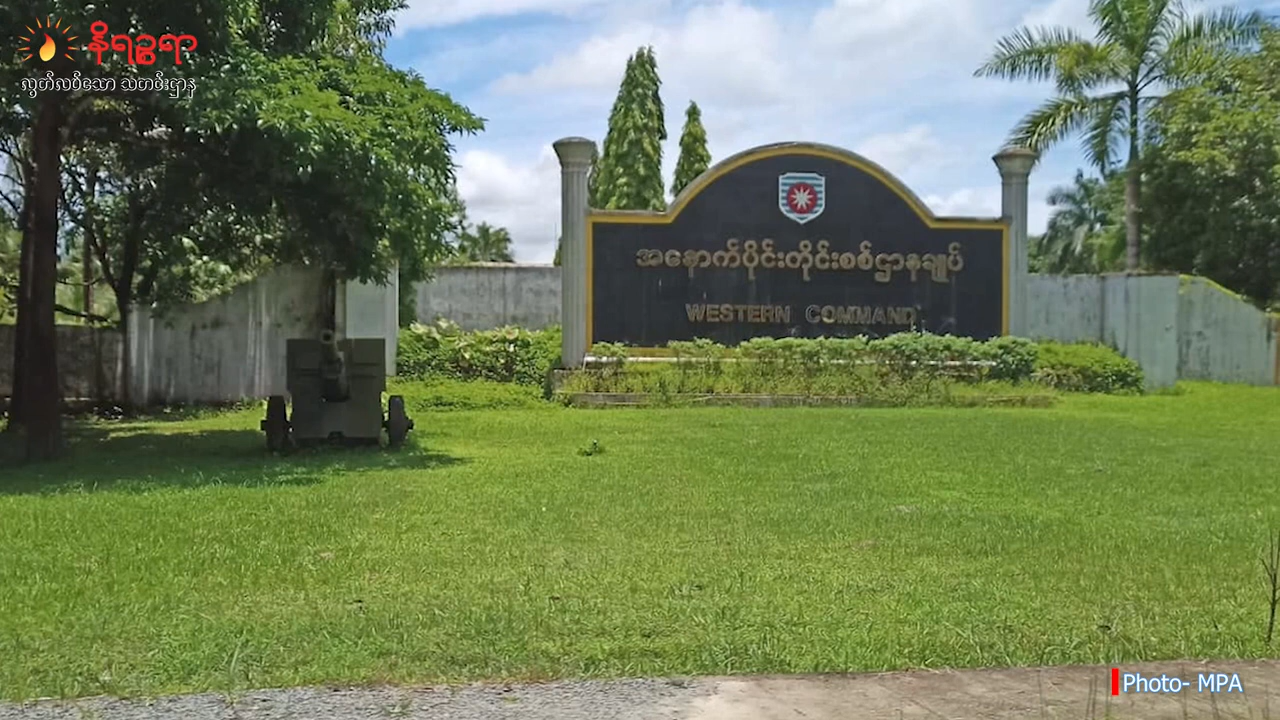 နိရဉ္စရာ
လွတ်လပ်သော သတင်းဌာန
အနောက်ပိုင်းတိုင်းစစ်ဌာနချုပ်
WESTERN COMMAND
Photo- MPA